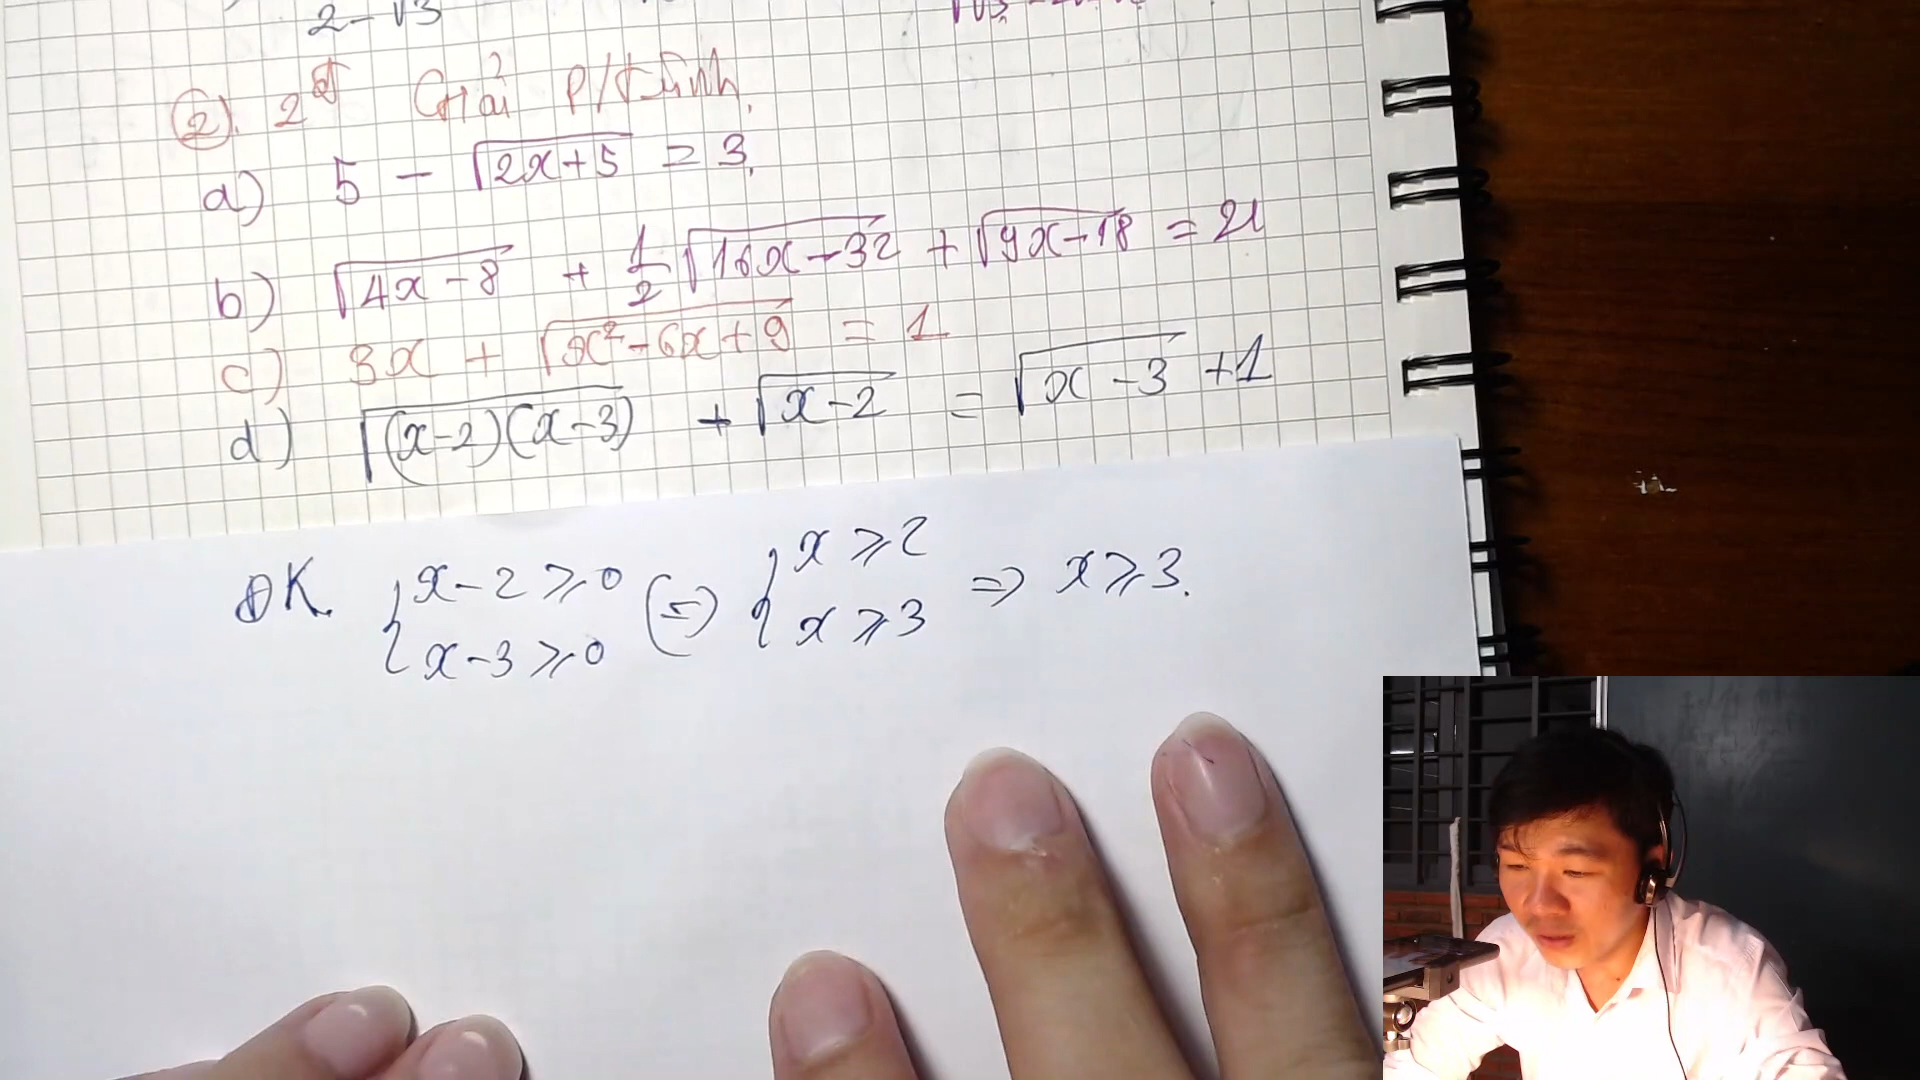 2-√3
②. 2đ Giải P/trình.
a) 5 - √(2x+5) = 3.
b) √(4x-8) + 1/2 √(16x-32) + √(9x-18) = 21
c) 3x + √(x²-6x+9) = 1
d) √((x-2)(x-3)) + √(x-2) = √(x-3) + 1
ĐK. { x-2 ⩾ 0 (=) { x ⩾ 2 => x ⩾ 3.
x-3 ⩾ 0 x ⩾ 3